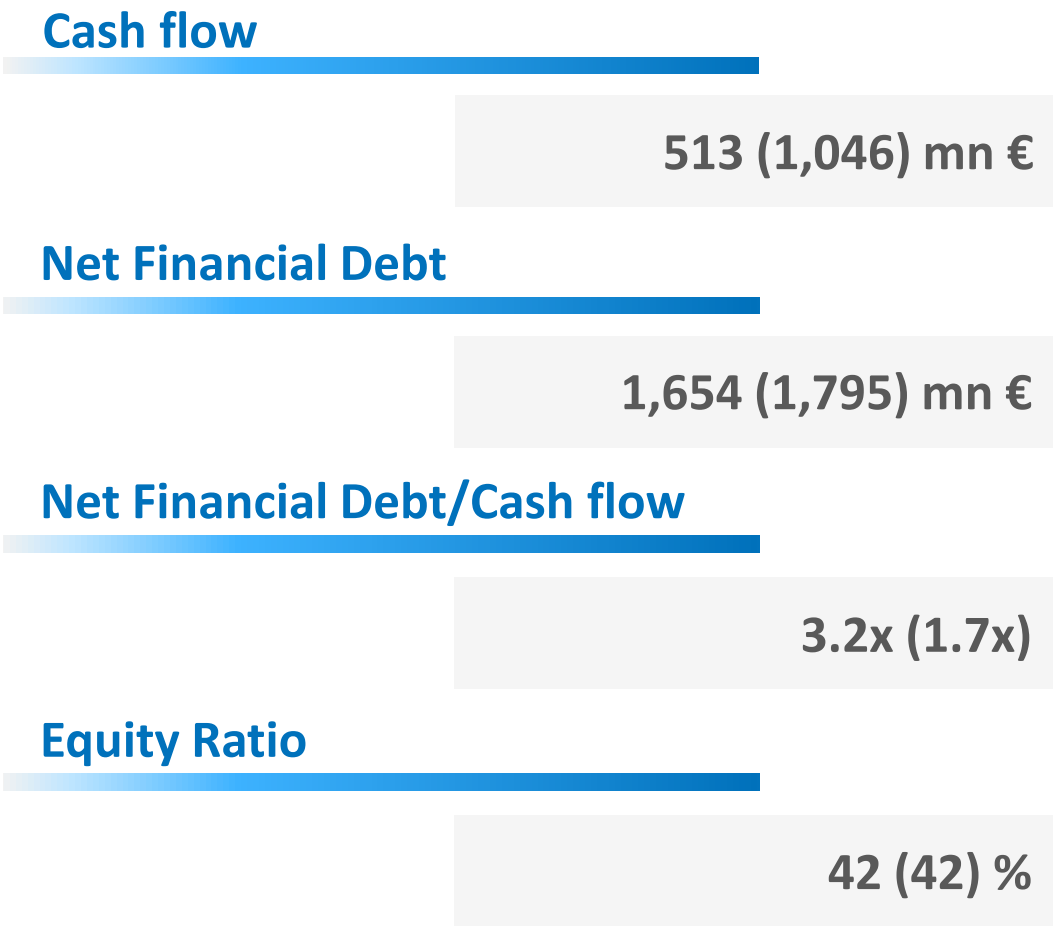 Cash flow
513 (1,046) mn €
Net Financial Debt
1,654 (1,795) mn €
Net Financial Debt/Cash flow
3.2x (1.7x)
Equity Ratio
42 (42) %